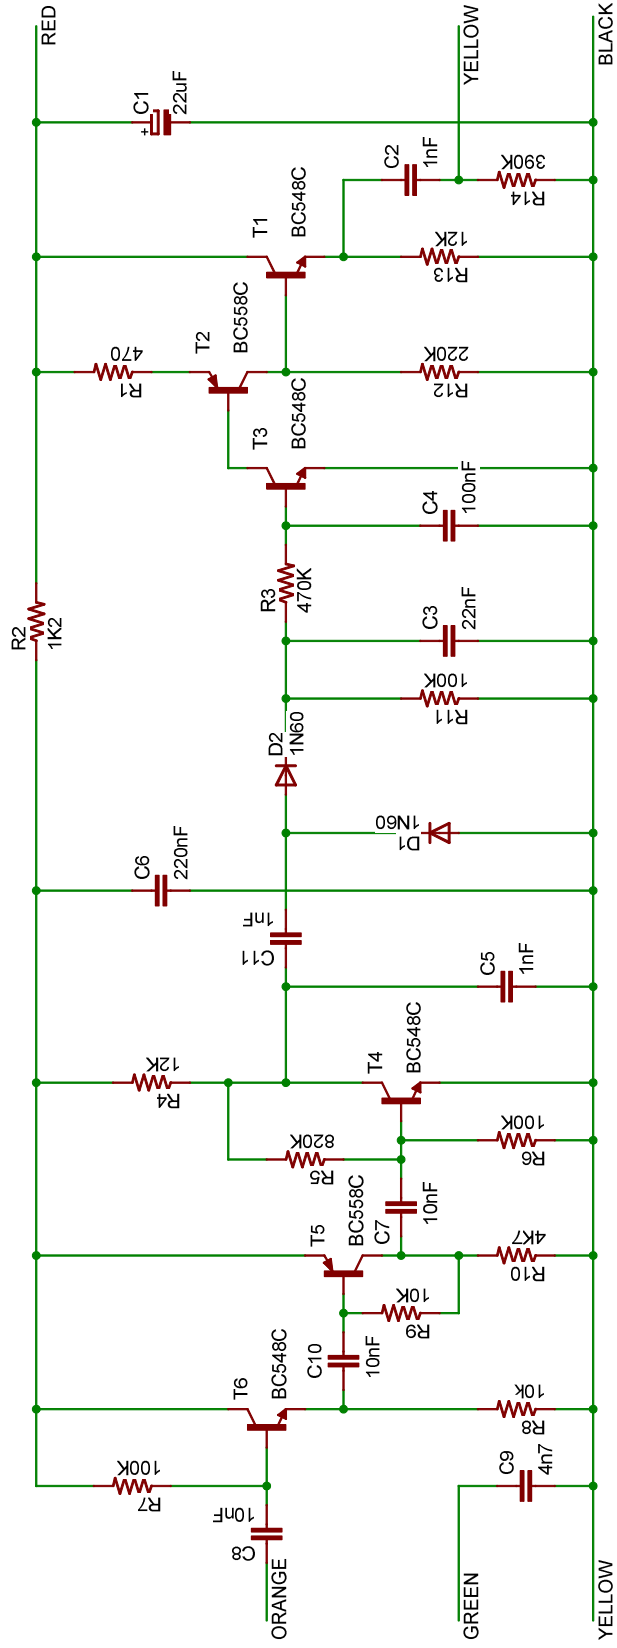 RED
C1
22uF
YELLOW
BLACK
C2
1nF
R14
390K
T1
BC548C
R13
12K
R1
470
T2
BC558C
R12
220K
T3
BC548C
C4
100nF
R2
1K2
R3
470K
C3
22nF
R11
100K
D2
1N60
D1
1N60
C6
220nF
C11
1nF
C5
1nF
R4
12K
T4
BC548C
R5
820K
R6
100K
C7
10nF
T5
BC558C
R10
4K7
R9
10K
C10
10nF
T6
BC548C
R8
10k
R7
100K
C9
4n7
C8
10nF
ORANGE
GREEN
YELLOW